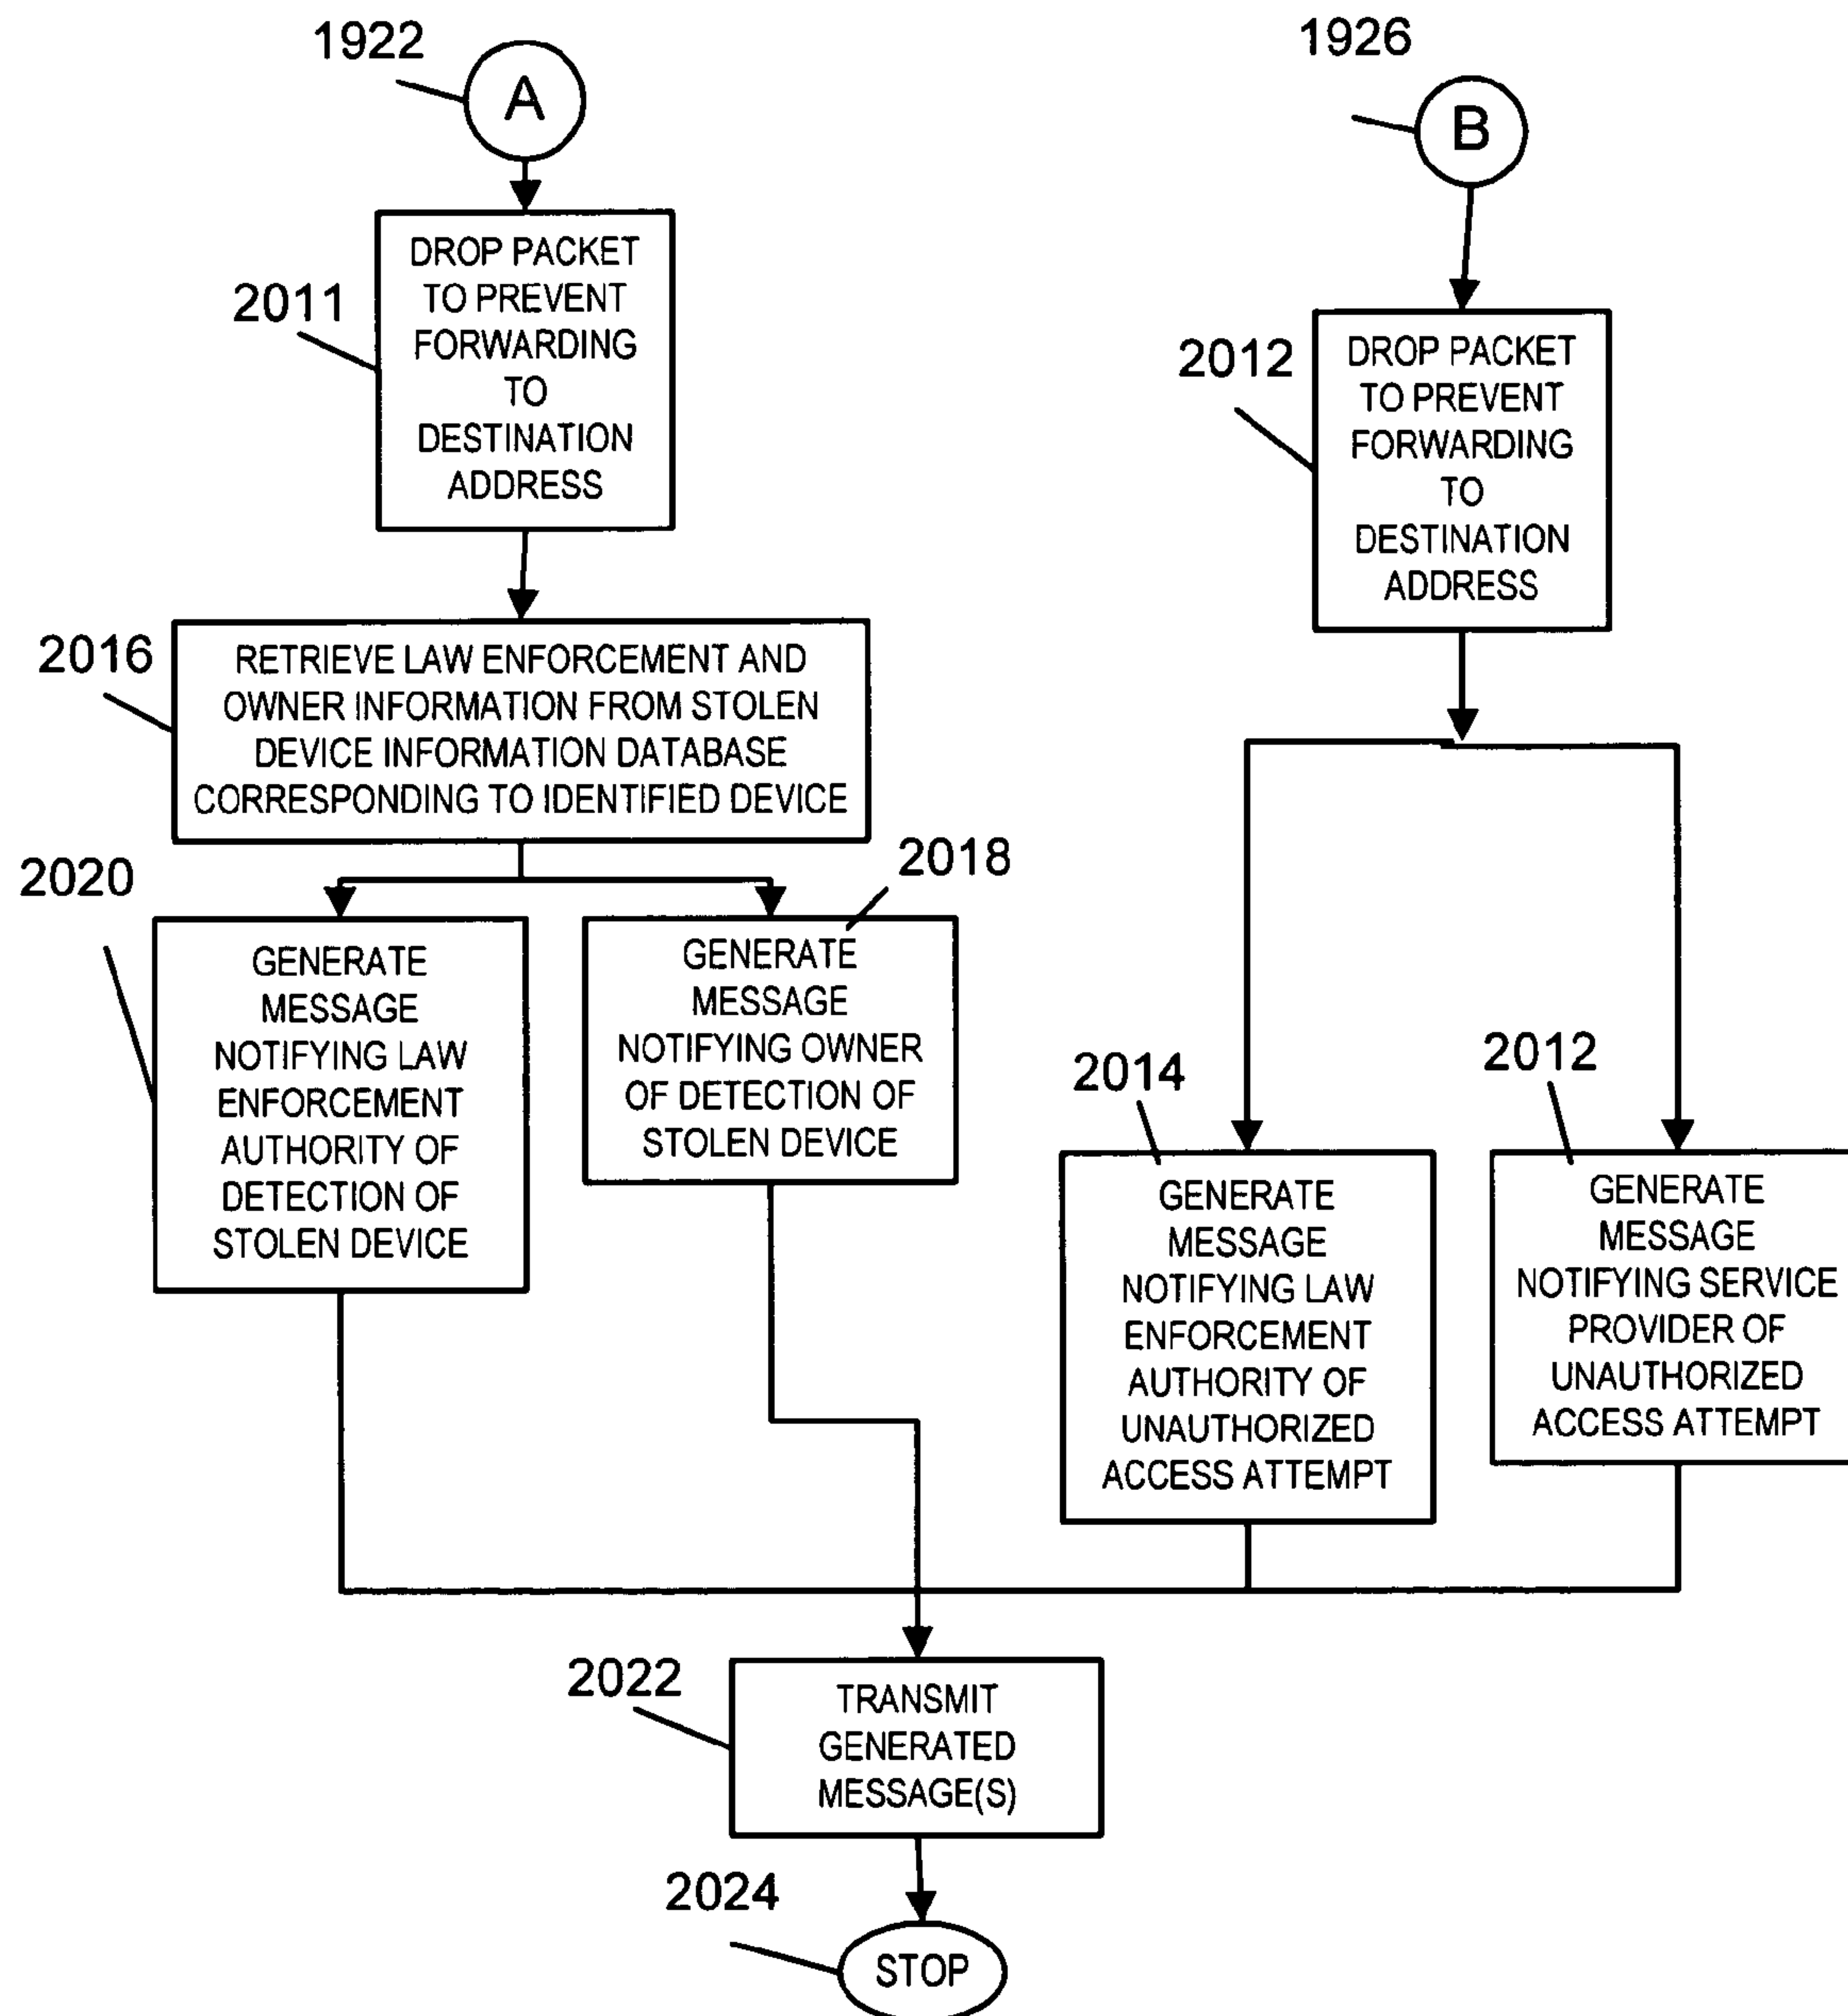 1922
A
2011
DROP PACKET
TO PREVENT
FORWARDING
TO
DESTINATION
ADDRESS
2016
RETRIEVE LAW ENFORCEMENT AND
OWNER INFORMATION FROM STOLEN
DEVICE INFORMATION DATABASE
CORRESPONDING TO IDENTIFIED DEVICE
2020
GENERATE
MESSAGE
NOTIFYING LAW
ENFORCEMENT
AUTHORITY OF
DETECTION OF
STOLEN DEVICE
2018
GENERATE
MESSAGE
NOTIFYING OWNER
OF DETECTION OF
STOLEN DEVICE
1926
B
2012
DROP PACKET
TO PREVENT
FORWARDING
TO
DESTINATION
ADDRESS
2014
GENERATE
MESSAGE
NOTIFYING LAW
ENFORCEMENT
AUTHORITY OF
UNAUTHORIZED
ACCESS ATTEMPT
2012
GENERATE
MESSAGE
NOTIFYING SERVICE
PROVIDER OF
UNAUTHORIZED
ACCESS ATTEMPT
2022
TRANSMIT
GENERATED
MESSAGE(S)
2024
STOP